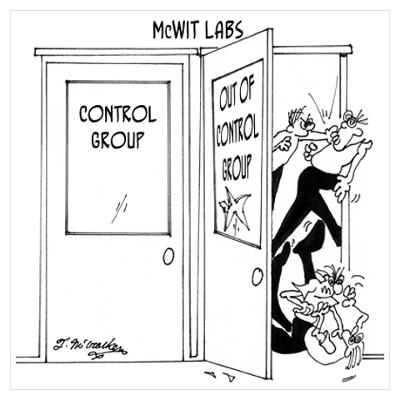 McWIT LABS
CONTROL
GROUP
OUT OF
CONTROL
GROUP